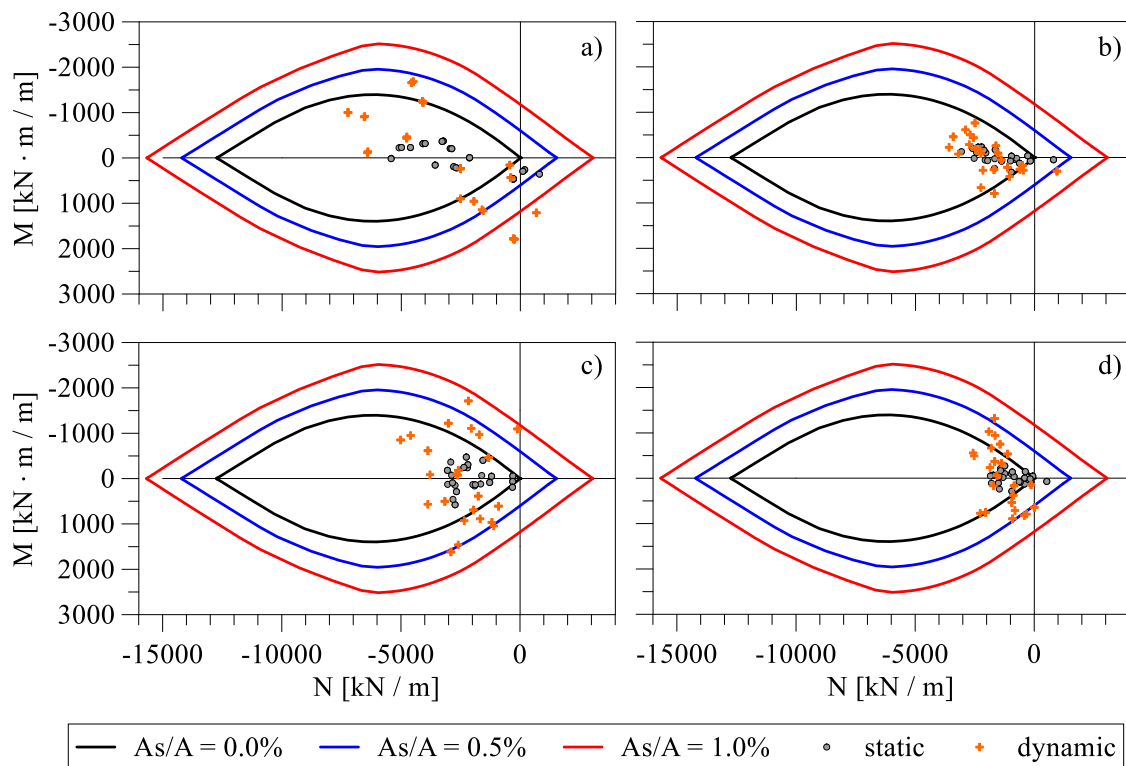 -3000
-2000
-1000
0
1000
2000
3000
M [kN · m / m]
a)
b)
-3000
-2000
-1000
0
1000
2000
3000
M [kN · m / m]
c)
d)
-15000 -10000 -5000 0
N [kN / m]
-15000 -10000 -5000 0
N [kN / m]
As/A = 0.0% As/A = 0.5% As/A = 1.0% static dynamic